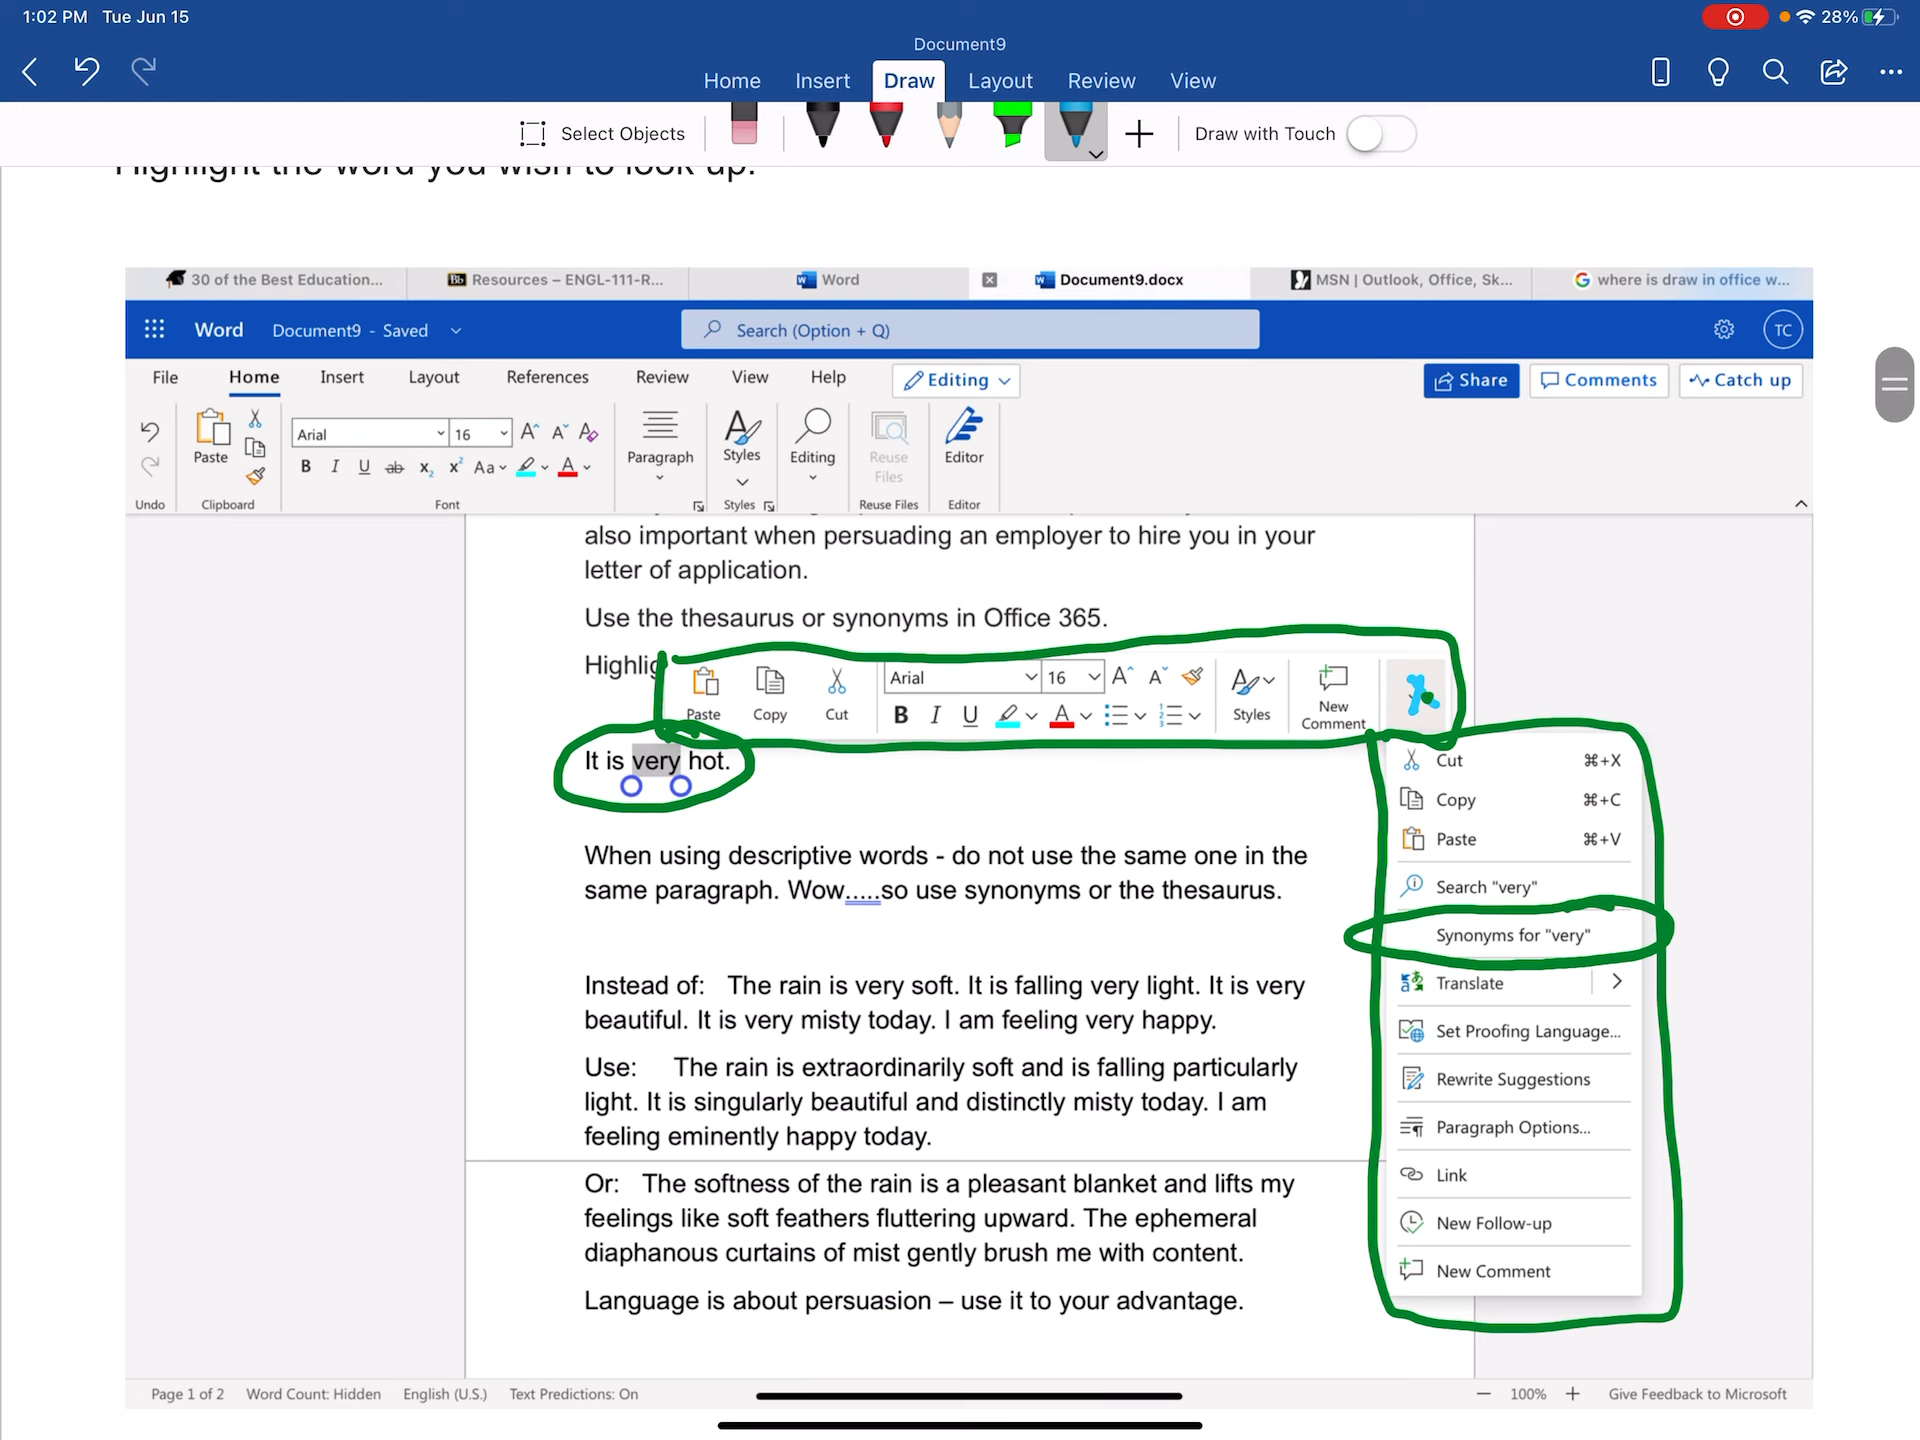 1:02 PM Tue Jun 15
28%
Document9
Home Insert Draw Layout Review View
Select Objects
Draw with Touch
Highlight the word you wish to look up.
30 of the Best Education... Resources – ENGL-111-R... Word Document9.docx MSN | Outlook, Office, Sk... where is draw in office w...
Word Document9 - Saved Search (Option + Q) TC
File Home Insert Layout References Review View Help Editing Share Comments Catch up
Arial 16
Paste Paragraph Styles Editing Reuse Files Editor
B I U ab x₂ x² Aa A
Undo Clipboard Font Styles Reuse Files Editor
also important when persuading an employer to hire you in your
letter of application.
Use the thesaurus or synonyms in Office 365.
Highlig
Arial 16
Paste Copy Cut B I U A Styles New Comment
It is very hot.
Cut ⌘+X
Copy ⌘+C
Paste ⌘+V
Search "very"
Synonyms for "very"
Translate
Set Proofing Language...
Rewrite Suggestions
Paragraph Options...
Link
New Follow-up
New Comment
When using descriptive words - do not use the same one in the
same paragraph. Wow.....so use synonyms or the thesaurus.
Instead of: The rain is very soft. It is falling very light. It is very
beautiful. It is very misty today. I am feeling very happy.
Use: The rain is extraordinarily soft and is falling particularly
light. It is singularly beautiful and distinctly misty today. I am
feeling eminently happy today.
Or: The softness of the rain is a pleasant blanket and lifts my
feelings like soft feathers fluttering upward. The ephemeral
diaphanous curtains of mist gently brush me with content.
Language is about persuasion – use it to your advantage.
Page 1 of 2 Word Count: Hidden English (U.S.) Text Predictions: On 100% Give Feedback to Microsoft